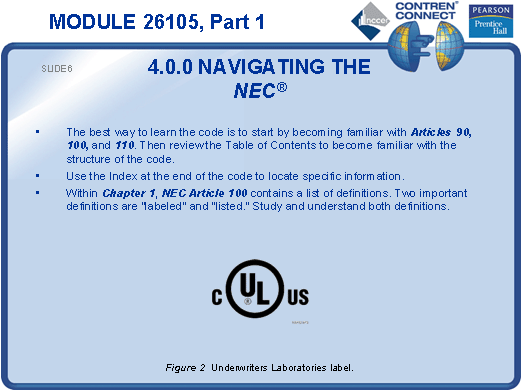 MODULE 26105, Part 1
nccer
CONTREN®
CONNECT
PEARSON
Prentice
Hall
SLIDE 6
4.0.0 NAVIGATING THE
NEC®
• The best way to learn the code is to start by becoming familiar with Articles 90,
100, and 110. Then review the Table of Contents to become familiar with the
structure of the code.
• Use the Index at the end of the code to locate specific information.
• Within Chapter 1, NEC Article 100 contains a list of definitions. Two important
definitions are "labeled" and "listed." Study and understand both definitions.
C UL® US
Figure 2 Underwriters Laboratories label.